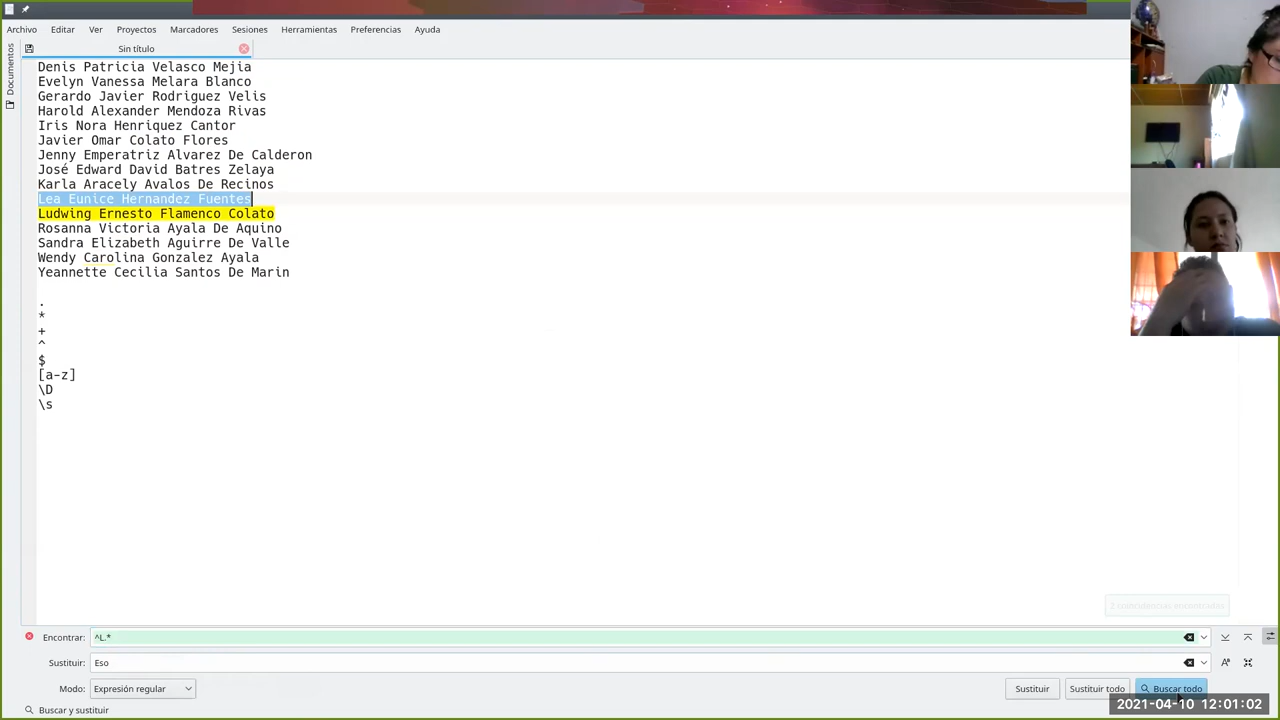 Archivo Editar Ver Proyectos Marcadores Sesiones Herramientas Preferencias Ayuda
Documentos
Sin título
Denis Patricia Velasco Mejia
Evelyn Vanessa Melara Blanco
Gerardo Javier Rodriguez Velis
Harold Alexander Mendoza Rivas
Iris Nora Henriquez Cantor
Javier Omar Colato Flores
Jenny Emperatriz Alvarez De Calderon
José Edward David Batres Zelaya
Karla Aracely Avalos De Recinos
Lea Eunice Hernandez Fuentes
Ludwing Ernesto Flamenco Colato
Rosanna Victoria Ayala De Aquino
Sandra Elizabeth Aguirre De Valle
Wendy Carolina Gonzalez Ayala
Yeannette Cecilia Santos De Marin
.
*
+
^
$
[a-z]
\D
\s
2 coincidencias encontradas
Encontrar: ^L.*
Sustituir: Eso
Modo: Expresión regular Sustituir Sustituir todo Buscar todo
2021-04-10 12:01:02
Buscar y sustituir